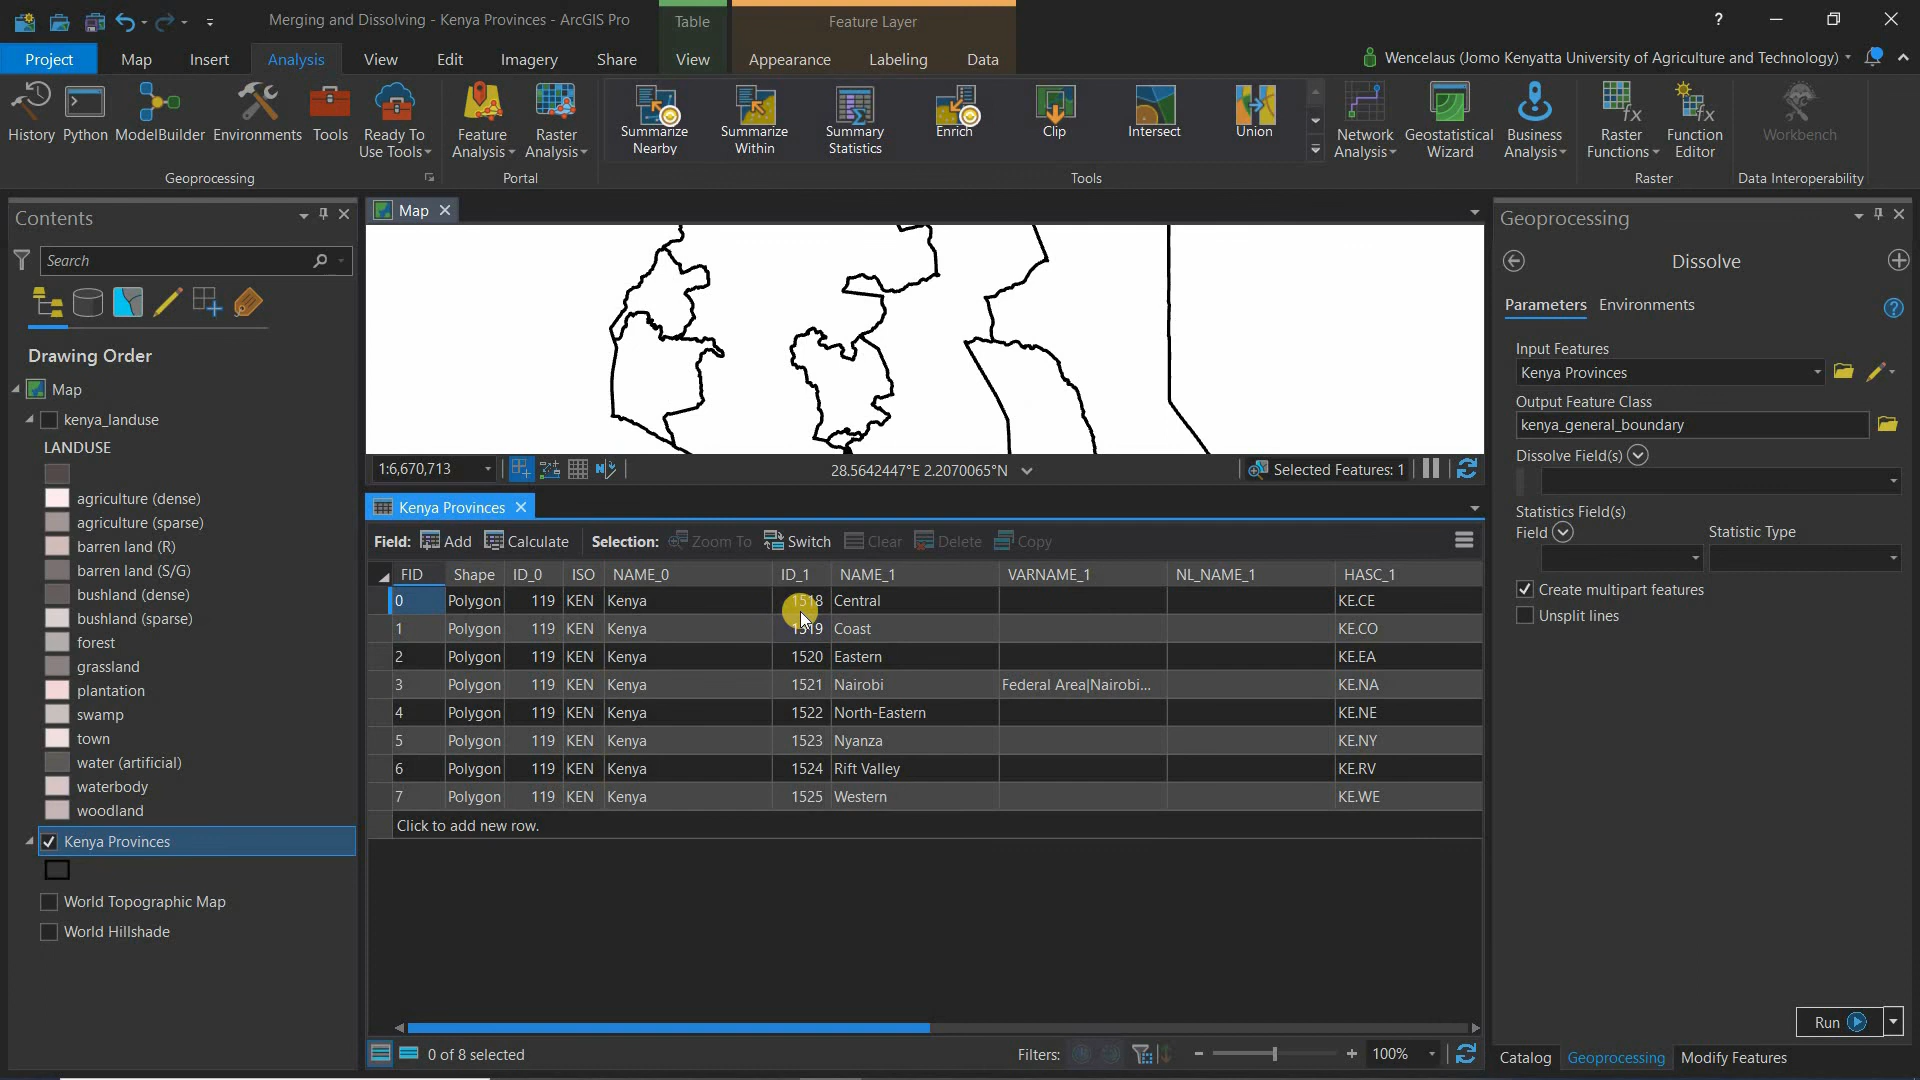 Merging and Dissolving - Kenya Provinces - ArcGIS Pro
Table
Feature Layer
?
Project
Map
Insert
Analysis
View
Edit
Imagery
Share
View
Appearance
Labeling
Data
Wencelaus (Jomo Kenyatta University of Agriculture and Technology)
History
Python
ModelBuilder
Environments
Tools
Ready To
Use Tools
Feature
Analysis
Raster
Analysis
Summarize
Nearby
Summarize
Within
Summary
Statistics
Enrich
Clip
Intersect
Union
Network
Analysis
Geostatistical
Wizard
Business
Analysis
Raster
Functions
Function
Editor
Workbench
Geoprocessing
Portal
Tools
Raster
Data Interoperability
Contents
Search
Drawing Order
Map
kenya_landuse
LANDUSE
agriculture (dense)
agriculture (sparse)
barren land (R)
barren land (S/G)
bushland (dense)
bushland (sparse)
forest
grassland
plantation
swamp
town
water (artificial)
waterbody
woodland
Kenya Provinces
World Topographic Map
World Hillshade
Map
1:6,670,713
28.5642447°E 2.2070065°N
Selected Features: 1
Kenya Provinces
Field: Add Calculate Selection: Zoom To Switch Clear Delete Copy
FID Shape ID_0 ISO NAME_0 ID_1 NAME_1 VARNAME_1 NL_NAME_1 HASC_1
0 Polygon 119 KEN Kenya 1518 Central KE.CE
1 Polygon 119 KEN Kenya 1519 Coast KE.CO
2 Polygon 119 KEN Kenya 1520 Eastern KE.EA
3 Polygon 119 KEN Kenya 1521 Nairobi Federal Area|Nairobi... KE.NA
4 Polygon 119 KEN Kenya 1522 North-Eastern KE.NE
5 Polygon 119 KEN Kenya 1523 Nyanza KE.NY
6 Polygon 119 KEN Kenya 1524 Rift Valley KE.RV
7 Polygon 119 KEN Kenya 1525 Western KE.WE
Click to add new row.
0 of 8 selected
Filters:
100%
Geoprocessing
Dissolve
Parameters Environments
Input Features
Kenya Provinces
Output Feature Class
kenya_general_boundary
Dissolve Field(s)
Statistics Field(s)
Field Statistic Type
Create multipart features
Unsplit lines
Run
Catalog Geoprocessing Modify Features